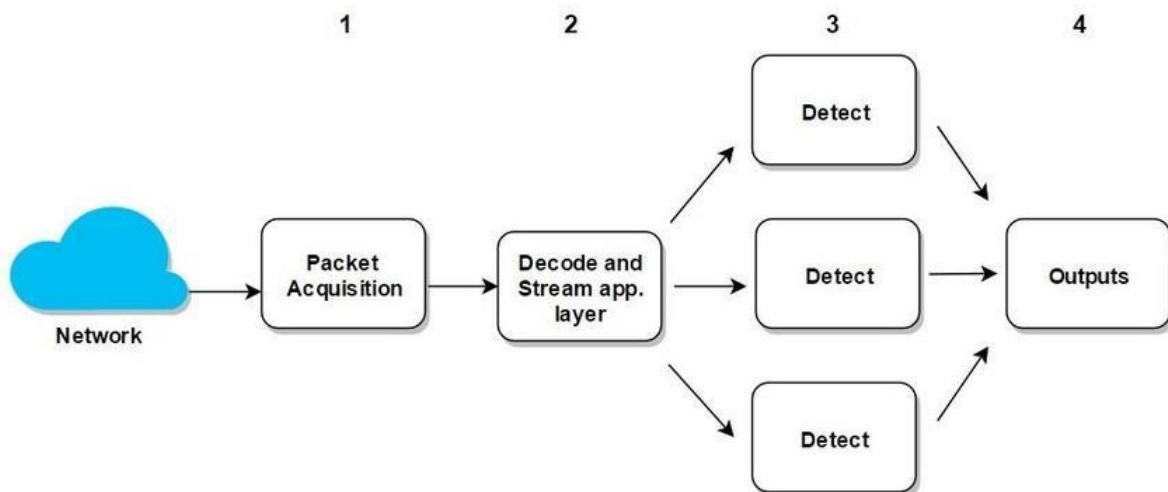 1 2 3 4
Detect
Packet
Acquisition
Decode and
Stream app.
layer
Detect
Outputs
Network
Detect